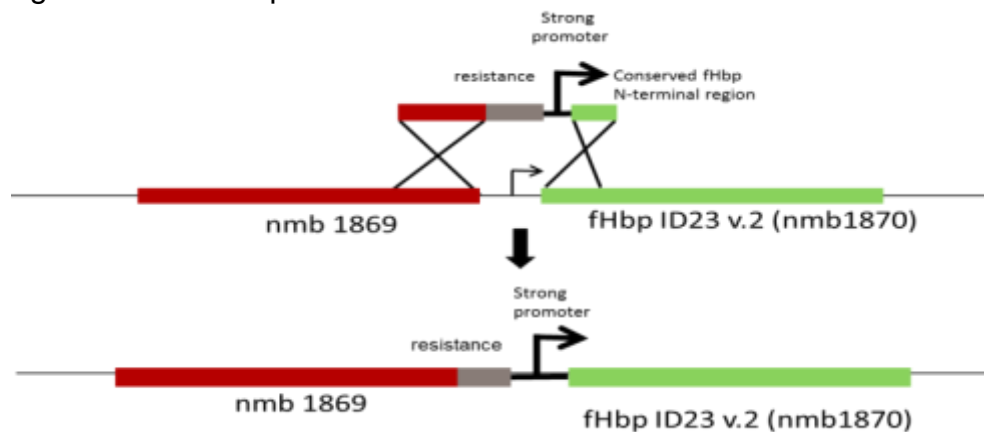 Strong
promoter
resistance
Conserved fHbp
N-terminal region
nmb 1869
fHbp ID23 v.2 (nmb1870)
Strong
promoter
resistance
nmb 1869
fHbp ID23 v.2 (nmb1870)